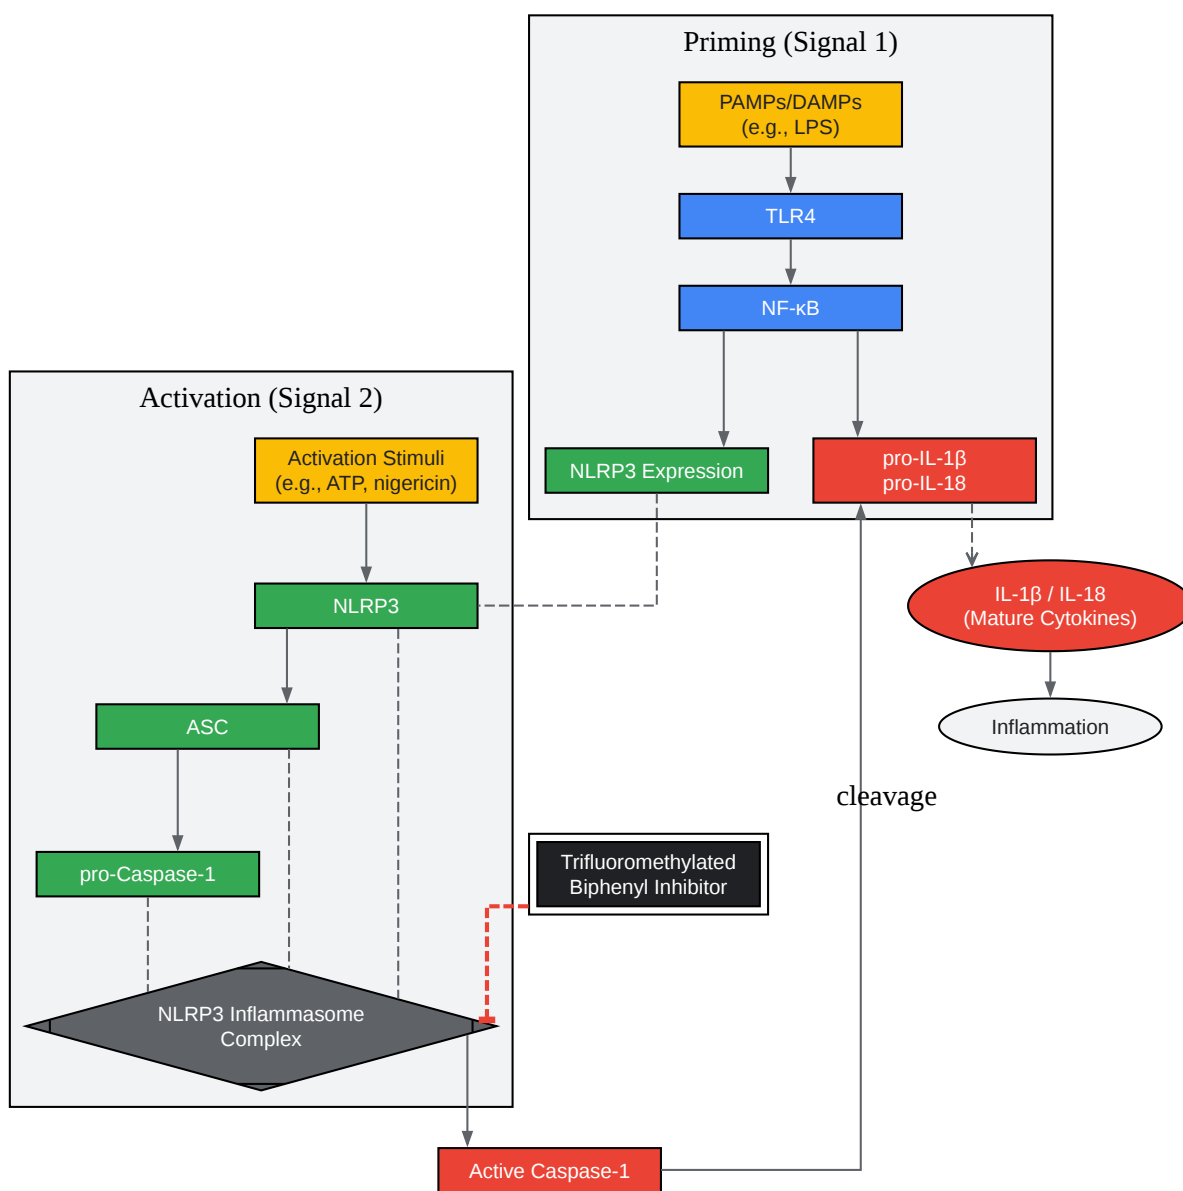 Priming (Signal 1)
PAMPs/DAMPs
(e.g., LPS)
TLR4
NF-κB
NLRP3 Expression
pro-IL-1β
pro-IL-18
Activation (Signal 2)
Activation Stimuli
(e.g., ATP, nigericin)
NLRP3
ASC
pro-Caspase-1
NLRP3 Inflammasome
Complex
IL-1β / IL-18
(Mature Cytokines)
Inflammation
cleavage
Trifluoromethylated
Biphenyl Inhibitor
Active Caspase-1